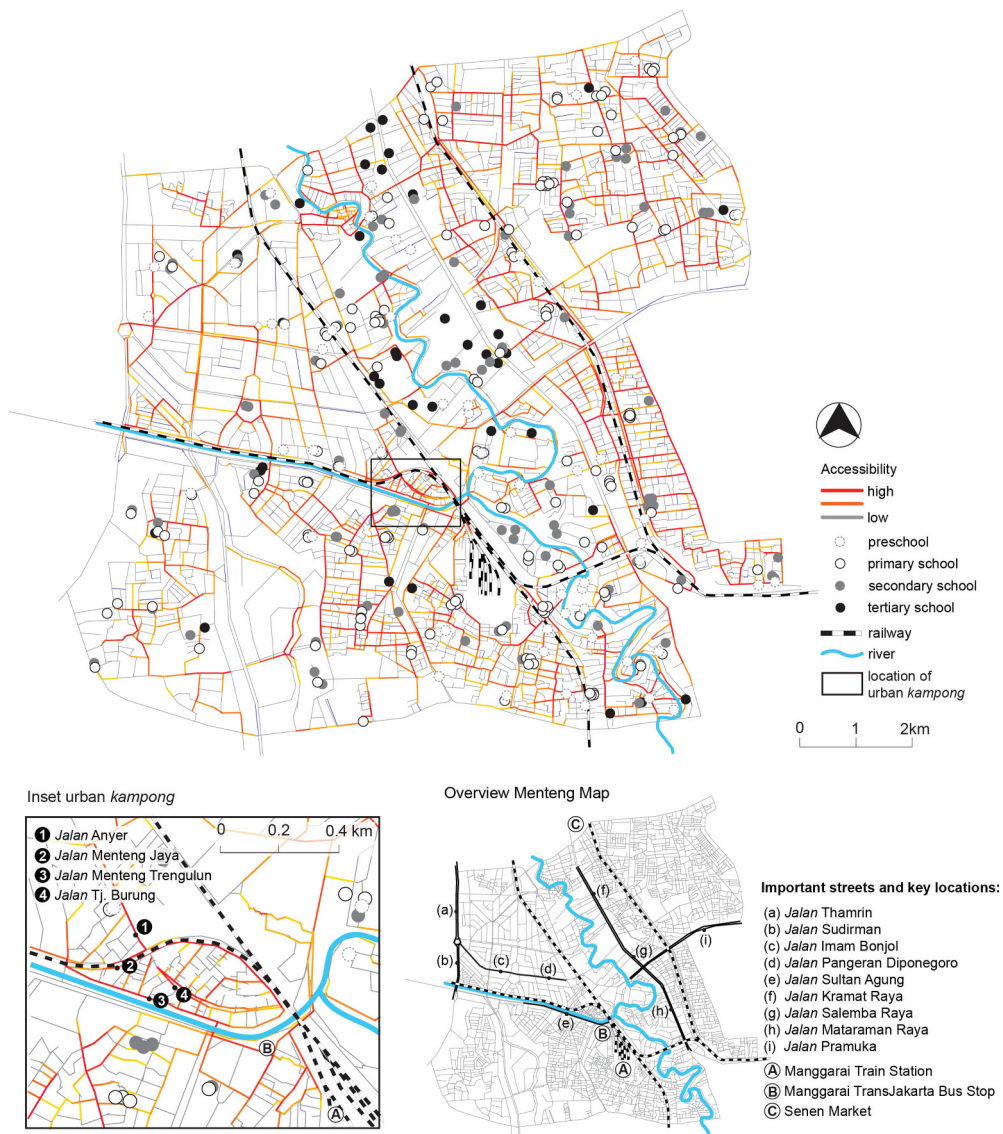 Accessibility
high
low
preschool
primary school
secondary school
tertiary school
railway
river
location of
urban kampong
0 1 2km
Inset urban kampong
0 0.2 0.4 km
1 Jalan Anyer
2 Jalan Menteng Jaya
3 Jalan Menteng Trengulun
4 Jalan Tj. Burung
1
2
3
4
B
A
Overview Menteng Map
C
(a)
(f)
(i)
(g)
(b)
(c)
(d)
(h)
(e)
B
A
Important streets and key locations:
(a) Jalan Thamrin
(b) Jalan Sudirman
(c) Jalan Imam Bonjol
(d) Jalan Pangeran Diponegoro
(e) Jalan Sultan Agung
(f) Jalan Kramat Raya
(g) Jalan Salemba Raya
(h) Jalan Mataraman Raya
(i) Jalan Pramuka
A Manggarai Train Station
B Manggarai TransJakarta Bus Stop
C Senen Market